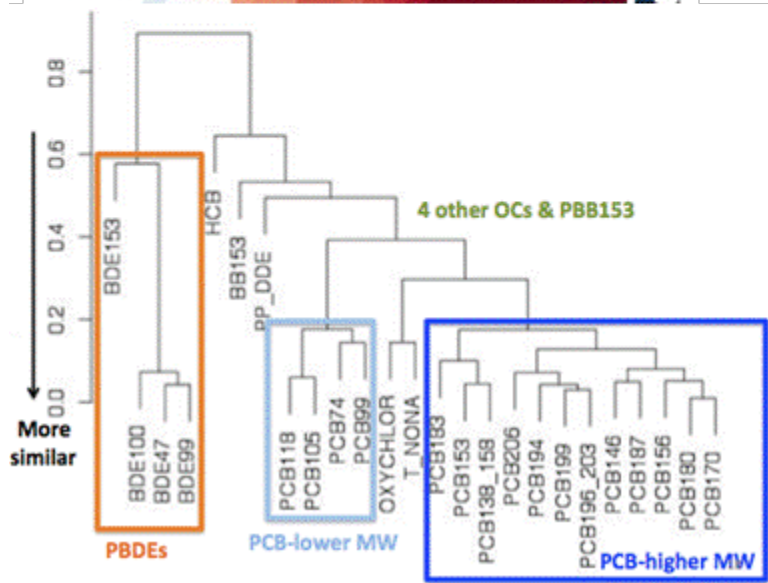 0.8
0.6
0.4
0.2
0.0
More
similar
4 other OCs & PBB153
BDE153
BDE100
BDE47
BDE99
HCB
BB153
PP_DDE
PCB118
PCB105
PCB74
PCB99
OXYCHLOR
T_NONA
PCB183
PCB153
PCB138_158
PCB206
PCB194
PCB199
PCB196_203
PCB146
PCB187
PCB156
PCB180
PCB170
PBDEs
PCB-lower MW
PCB-higher MW